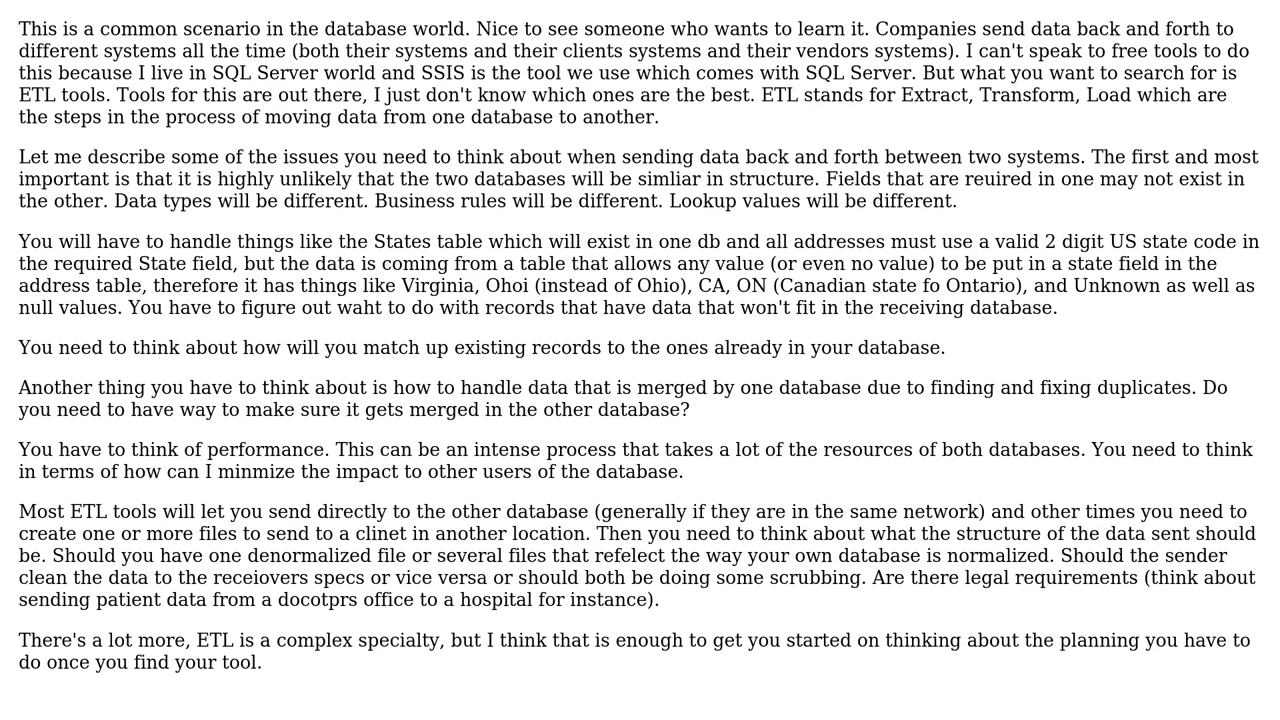 This is a common scenario in the database world. Nice to see someone who wants to learn it. Companies send data back and forth to
different systems all the time (both their systems and their clients systems and their vendors systems). I can't speak to free tools to do
this because I live in SQL Server world and SSIS is the tool we use which comes with SQL Server. But what you want to search for is
ETL tools. Tools for this are out there, I just don't know which ones are the best. ETL stands for Extract, Transform, Load which are
the steps in the process of moving data from one database to another.
Let me describe some of the issues you need to think about when sending data back and forth between two systems. The first and most
important is that it is highly unlikely that the two databases will be simliar in structure. Fields that are reuired in one may not exist in
the other. Data types will be different. Business rules will be different. Lookup values will be different.
You will have to handle things like the States table which will exist in one db and all addresses must use a valid 2 digit US state code in
the required State field, but the data is coming from a table that allows any value (or even no value) to be put in a state field in the
address table, therefore it has things like Virginia, Ohoi (instead of Ohio), CA, ON (Canadian state fo Ontario), and Unknown as well as
null values. You have to figure out waht to do with records that have data that won't fit in the receiving database.
You need to think about how will you match up existing records to the ones already in your database.
Another thing you have to think about is how to handle data that is merged by one database due to finding and fixing duplicates. Do
you need to have way to make sure it gets merged in the other database?
You have to think of performance. This can be an intense process that takes a lot of the resources of both databases. You need to think
in terms of how can I minmize the impact to other users of the database.
Most ETL tools will let you send directly to the other database (generally if they are in the same network) and other times you need to
create one or more files to send to a clinet in another location. Then you need to think about what the structure of the data sent should
be. Should you have one denormalized file or several files that refelect the way your own database is normalized. Should the sender
clean the data to the receiovers specs or vice versa or should both be doing some scrubbing. Are there legal requirements (think about
sending patient data from a docotprs office to a hospital for instance).
There's a lot more, ETL is a complex specialty, but I think that is enough to get you started on thinking about the planning you have to
do once you find your tool.